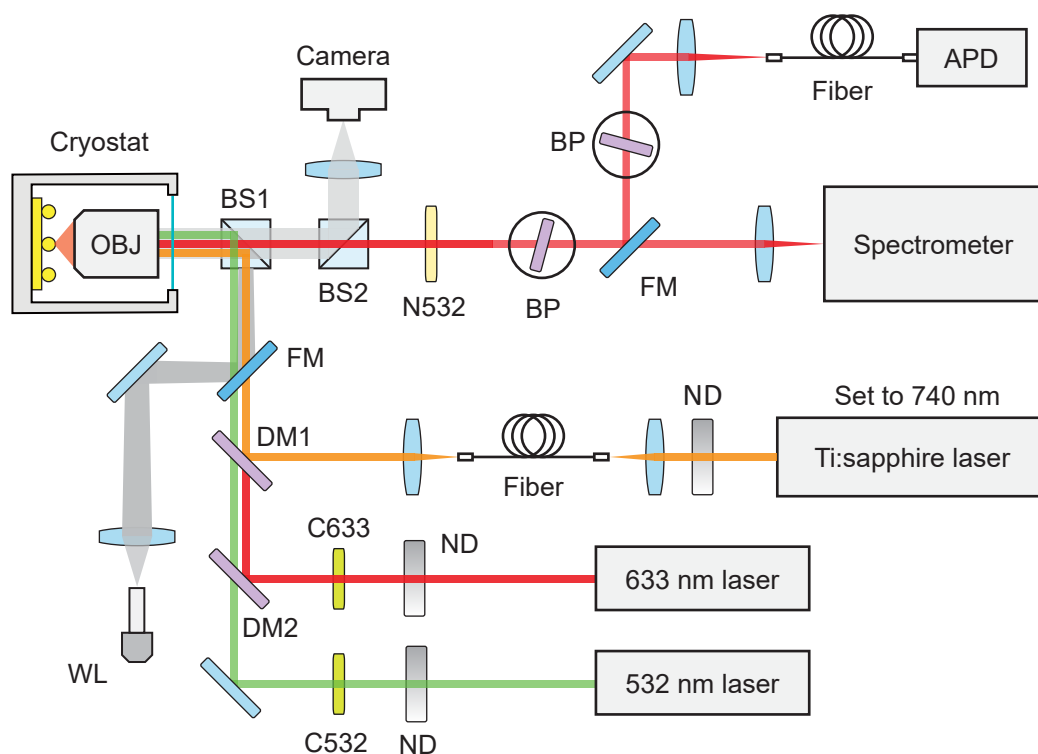 Camera
APD
Fiber
BP
Cryostat
BS1
OBJ
Spectrometer
BS2
N532
BP
FM
FM
ND
Set to 740 nm
DM1
Ti:sapphire laser
Fiber
C633
ND
633 nm laser
DM2
WL
532 nm laser
C532
ND